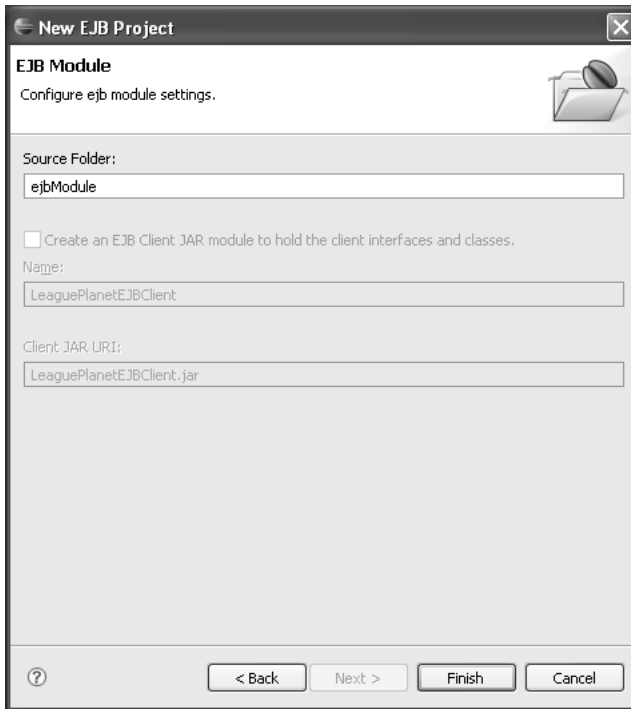 New EJB Project
EJB Module
Configure ejb module settings.
Source Folder:
ejbModule
Create an EJB Client JAR module to hold the client interfaces and classes.
Name:
LeaguePlanetEJBClient
Client JAR URI:
LeaguePlanetEJBClient.jar
?
< Back
Next >
Finish
Cancel